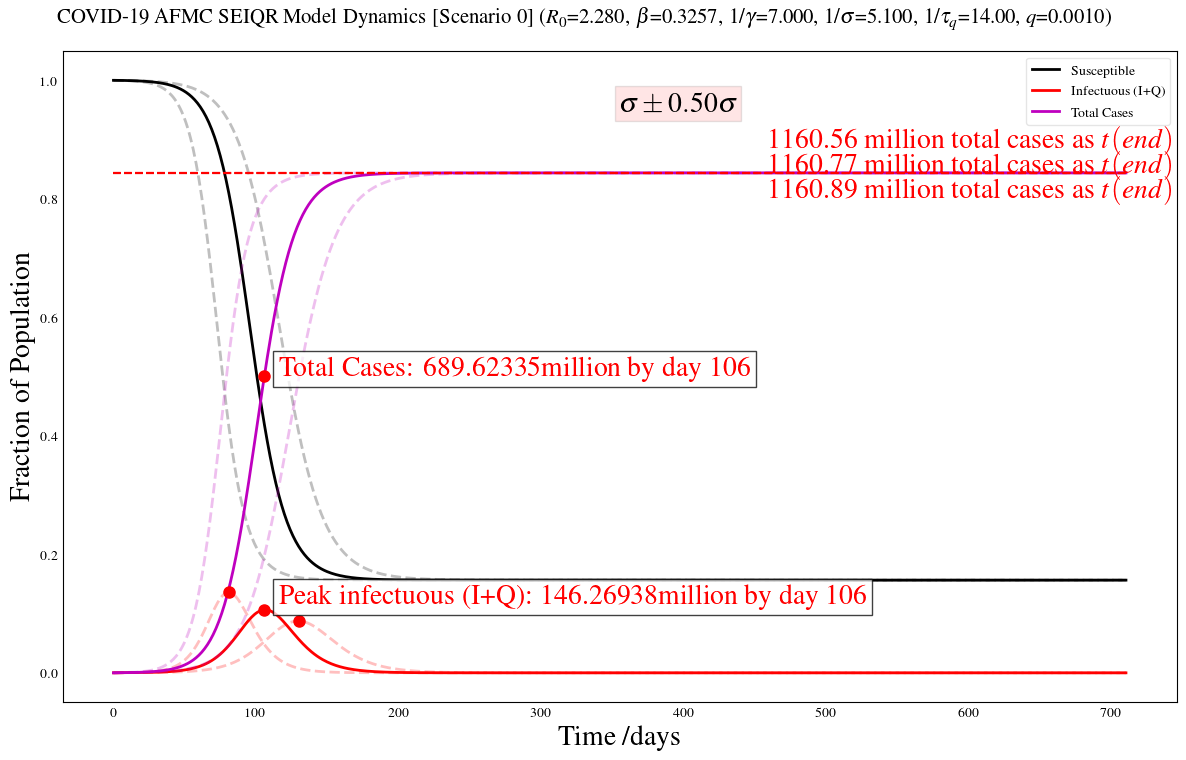 COVID-19 AFMC SEIQR Model Dynamics [Scenario 0] (R₀=2.280, β=0.3257, 1/γ=7.000, 1/σ=5.100, 1/τ_q=14.00, q=0.0010)
Susceptible
Infectuous (I+Q)
Total Cases
σ ± 0.50σ
1160.56 million total cases as t(end)
1160.77 million total cases as t(end)
1160.89 million total cases as t(end)
Total Cases: 689.62335million by day 106
Peak infectuous (I+Q): 146.26938million by day 106
Fraction of Population
1.0
0.8
0.6
0.4
0.2
0.0
0 100 200 300 400 500 600 700
Time /days